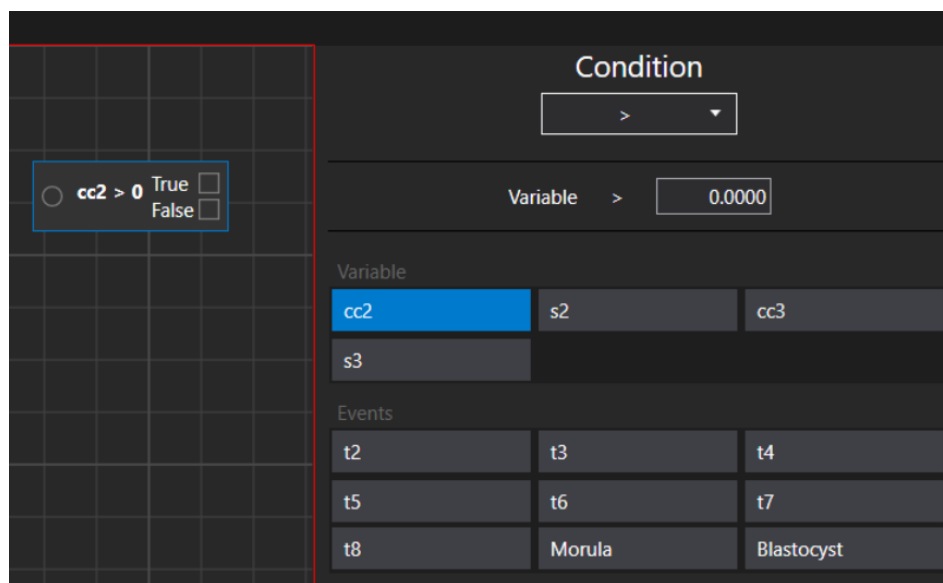 Condition
>
cc2 > 0 True
False
Variable > 0.0000
Variable
cc2 s2 cc3
s3
Events
t2 t3 t4
t5 t6 t7
t8 Morula Blastocyst